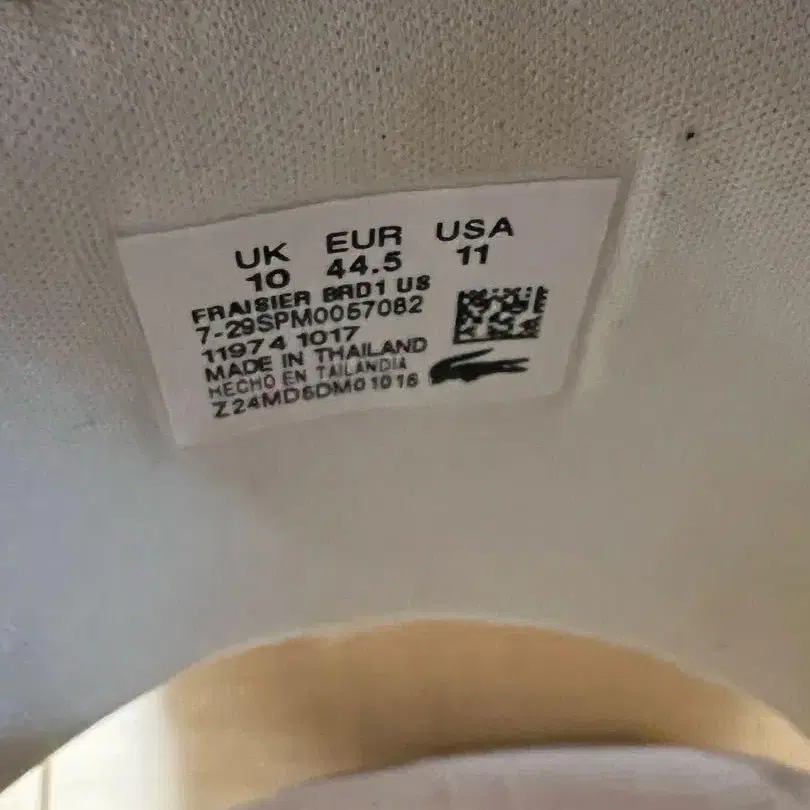 UK EUR USA
10 44.5 11
FRAISIER BRD1 US
7-29SPM0057082
11974 1017
MADE IN THAILAND
HECHO EN TAILANDIA
Z24MD5DM01016